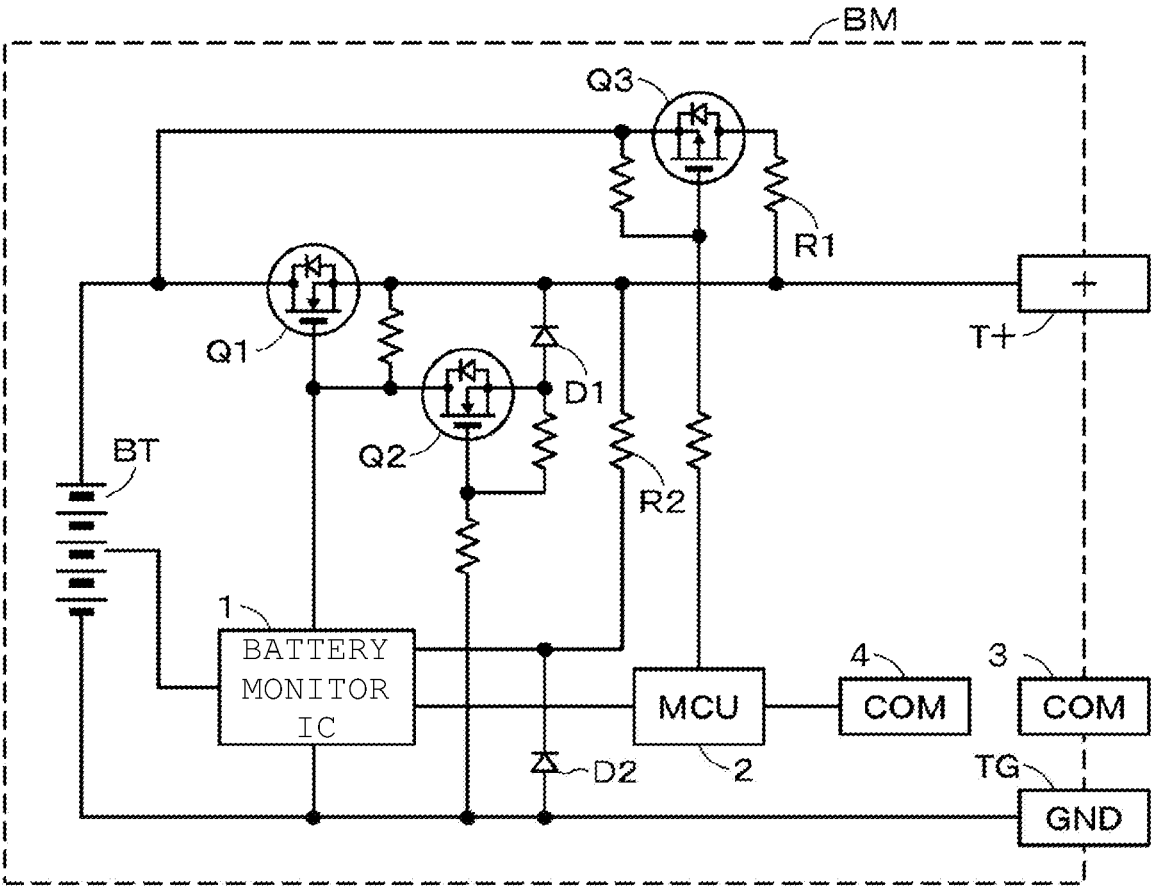 BM
Q3
R1
+
T+
Q1
D1
Q2
BT
R2
1
BATTERY
MONITOR
IC
4
3
MCU
COM
COM
2
D2
TG
GND